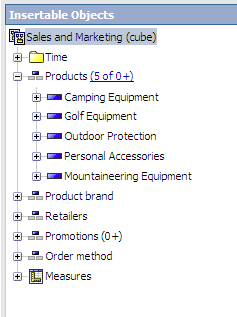 Insertable Objects
Sales and Marketing (cube)
Time
Products (5 of 0+)
Camping Equipment
Golf Equipment
Outdoor Protection
Personal Accessories
Mountaineering Equipment
Product brand
Retailers
Promotions (0+)
Order method
Measures